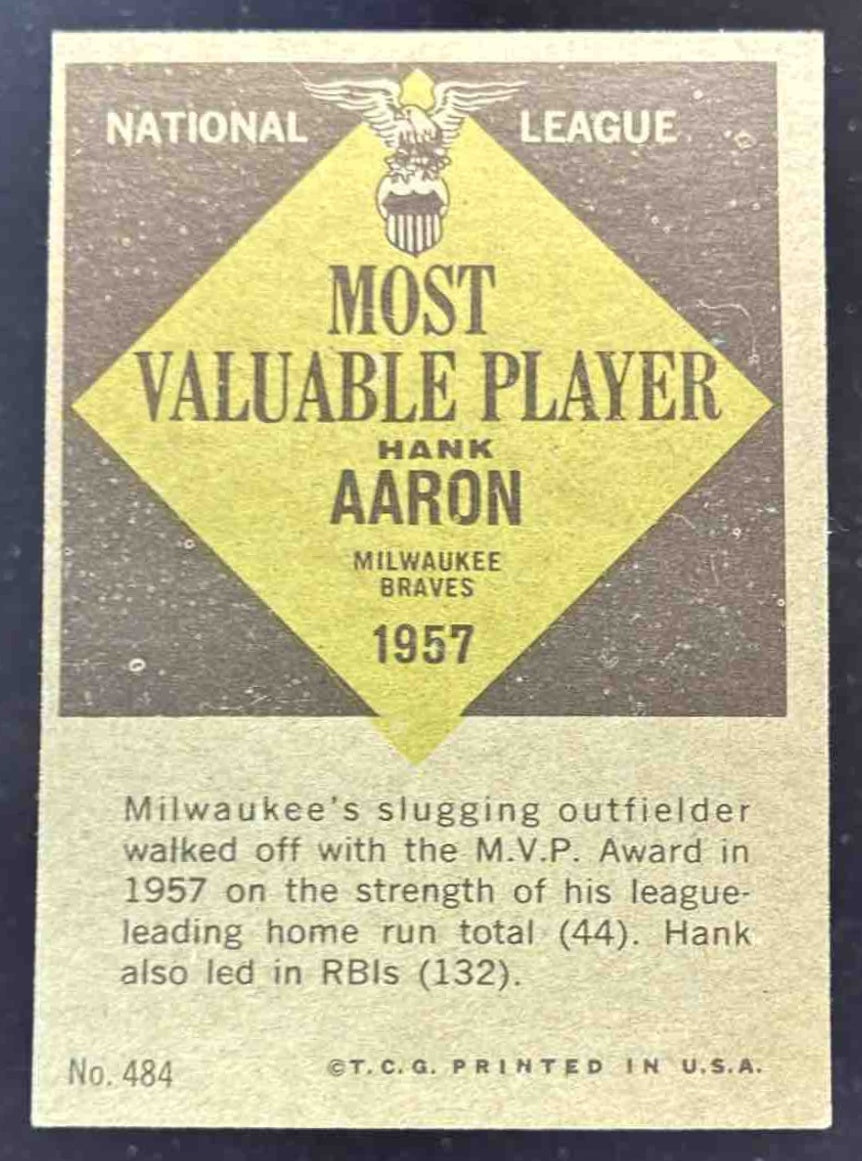 NATIONAL LEAGUE
MOST
VALUABLE PLAYER
HANK
AARON
MILWAUKEE
BRAVES
1957
Milwaukee's slugging outfielder
walked off with the M.V.P. Award in
1957 on the strength of his league-
leading home run total (44). Hank
also led in RBIs (132).
No. 484 ©T.C.G. PRINTED IN U.S.A.